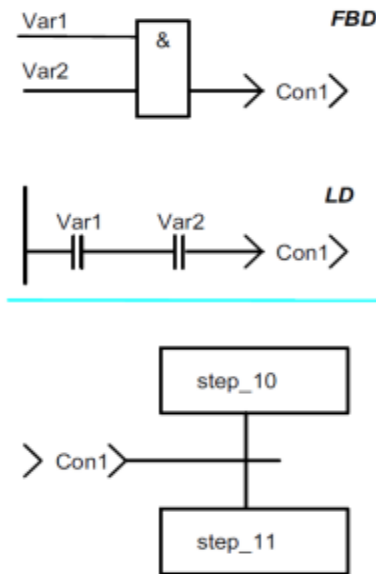 Var1
FBD
&
Var2
Con1
LD
Var1
Var2
Con1
step_10
Con1
step_11